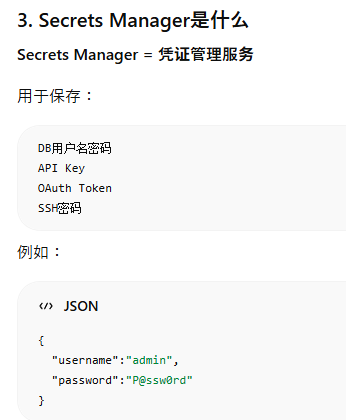 3. Secrets Manager是什么
Secrets Manager = 凭证管理服务
用于保存：
DB用户名密码
API Key
OAuth Token
SSH密码
例如：
</> JSON
{
"username":"admin",
"password":"P@ssw0rd"
}